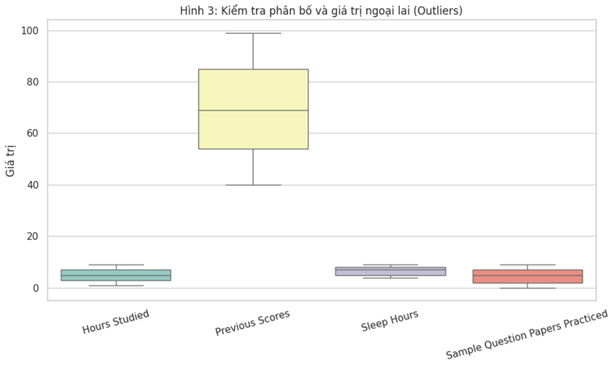 Hình 3: Kiểm tra phân bố và giá trị ngoại lai (Outliers)
Giá trị
100
80
60
40
20
0
Hours Studied
Previous Scores
Sleep Hours
Sample Question Papers Practiced